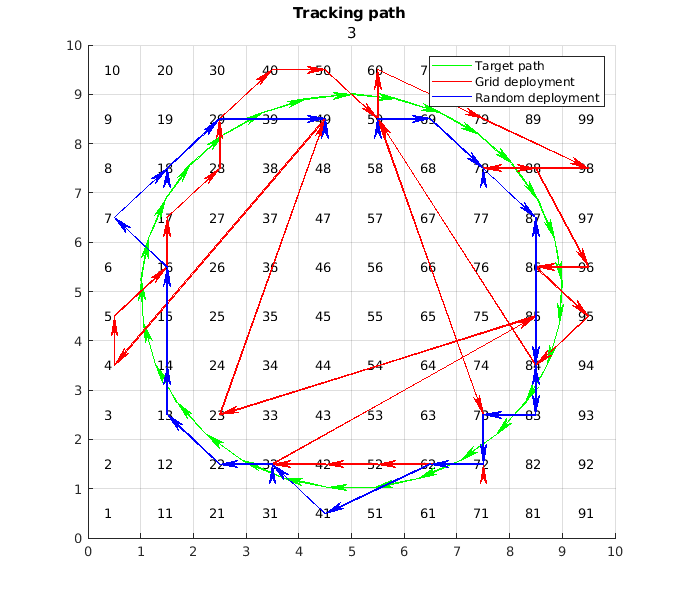 Tracking path
3
10
10 20 30 40 50 60 7
Target path
Grid deployment
Random deployment
9
9 19 29 39 49 59 69 79 89 99
8
8 18 28 38 48 58 68 78 88 98
7
7 17 27 37 47 57 67 77 87 97
6
6 16 26 36 46 56 66 76 86 96
5
5 15 25 35 45 55 65 75 85 95
4
4 14 24 34 44 54 64 74 84 94
3
3 13 23 33 43 53 63 73 83 93
2
2 12 22 32 42 52 62 72 82 92
1
1 11 21 31 41 51 61 71 81 91
0
0 1 2 3 4 5 6 7 8 9 10